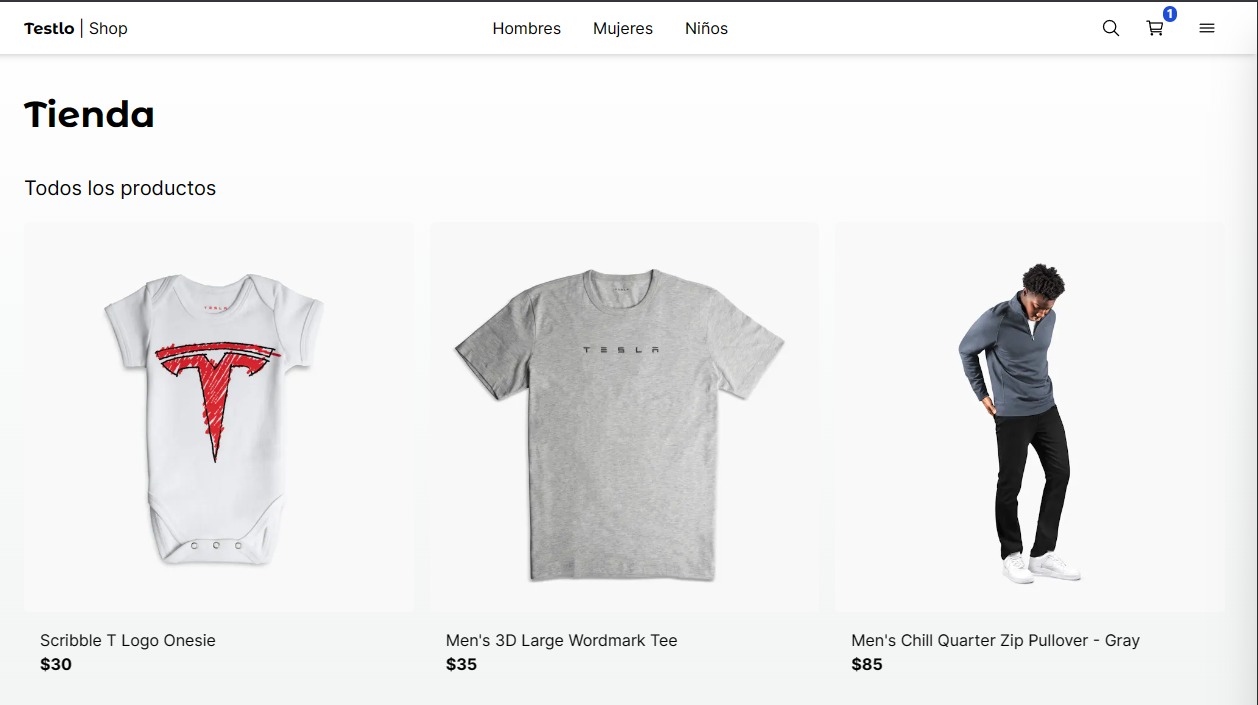 Testlo | Shop
Hombres
Mujeres
Niños
1
Tienda
Todos los productos
TESLA
TESLA
Scribble T Logo Onesie
$30
Men's 3D Large Wordmark Tee
$35
Men's Chill Quarter Zip Pullover - Gray
$85